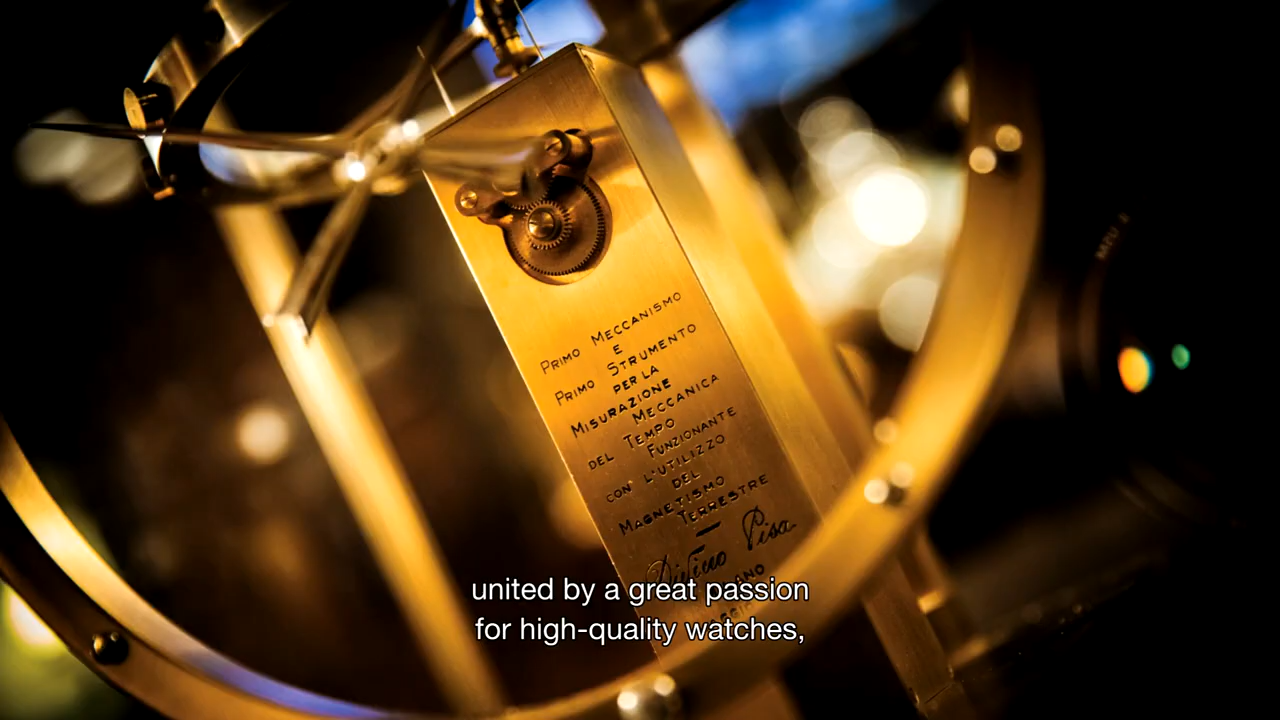 Primo Meccanismo
e
Primo Strumento
per la
Misurazione
Meccanica
del Tempo
Funzionante
con l'utilizzo
del
Magnetismo
Terrestre
—
Divino Pisa
united by a great passion
for high-quality watches,